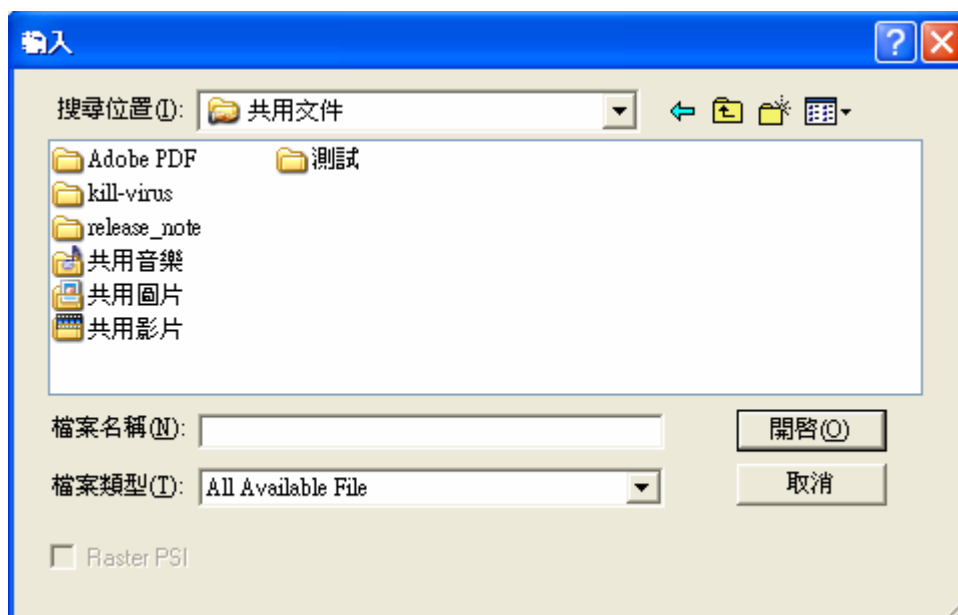 輸入
搜尋位置(I): 共用文件
Adobe PDF 測試
kill-virus
release_note
共用音樂
共用圖片
共用影片
檔案名稱(N): 開啓(O)
檔案類型(T): All Available File 取消
Raster PSI